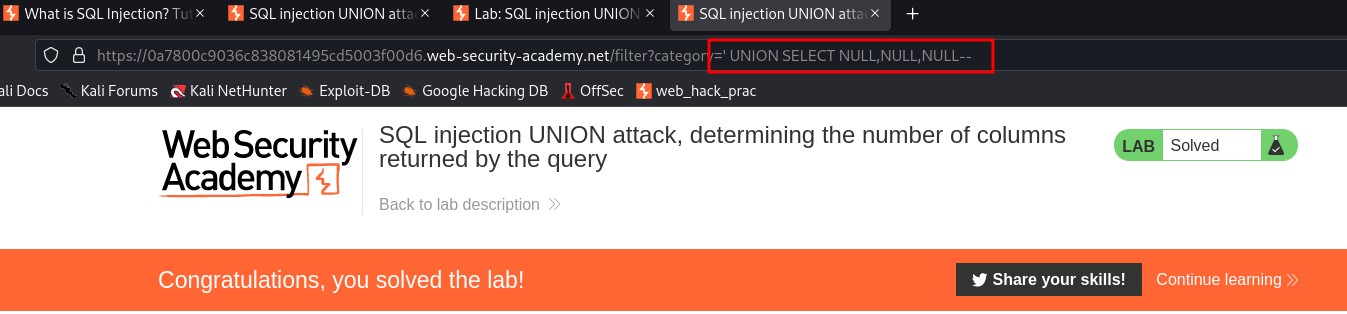 What is SQL Injection? Tut
SQL injection UNION attac
Lab: SQL injection UNION
SQL injection UNION attac
https://0a7800c9036c838081495cd5003f00d6.web-security-academy.net/filter?category=' UNION SELECT NULL,NULL,NULL--
ali Docs Kali Forums Kali NetHunter Exploit-DB Google Hacking DB OffSec web_hack_prac
Web Security
Academy
SQL injection UNION attack, determining the number of columns
returned by the query
Back to lab description
LAB Solved
Congratulations, you solved the lab!
Share your skills!
Continue learning